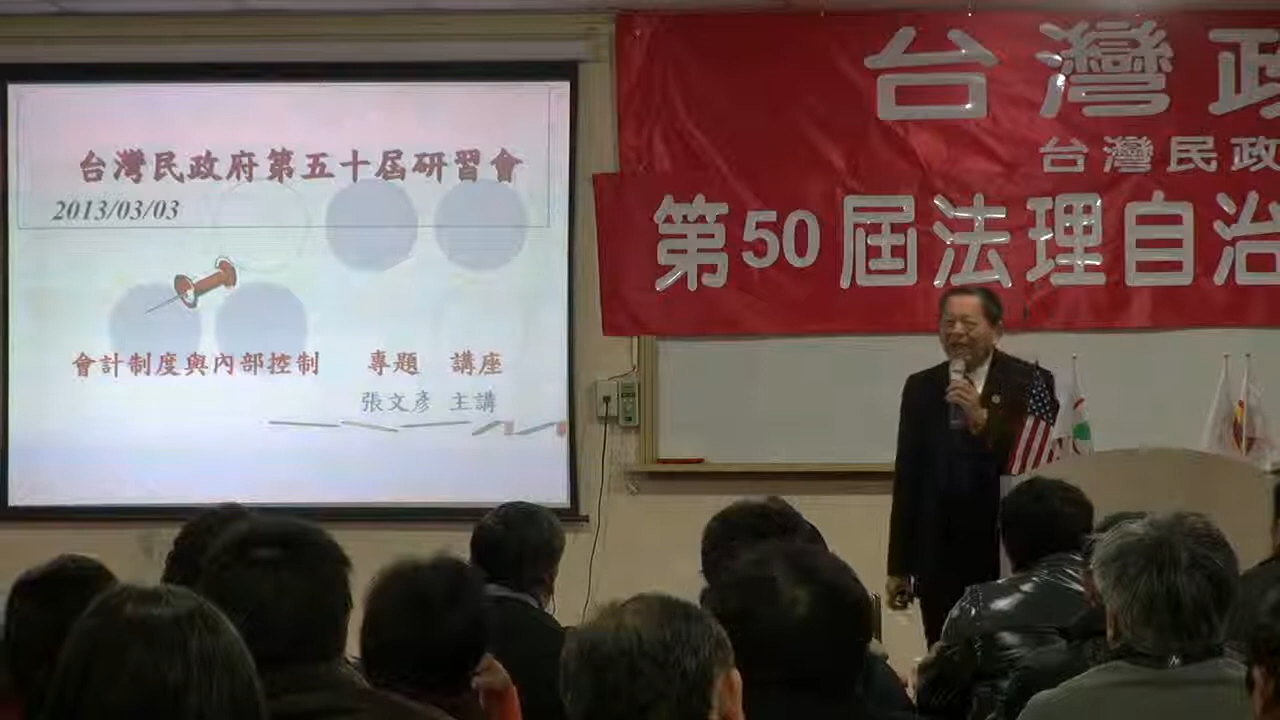 台灣民政府第五十屆研習會
2013/03/03
會計制度與內部控制 專題 講座
張文彥 主講
台灣政
台灣民政
第50屆法理自治